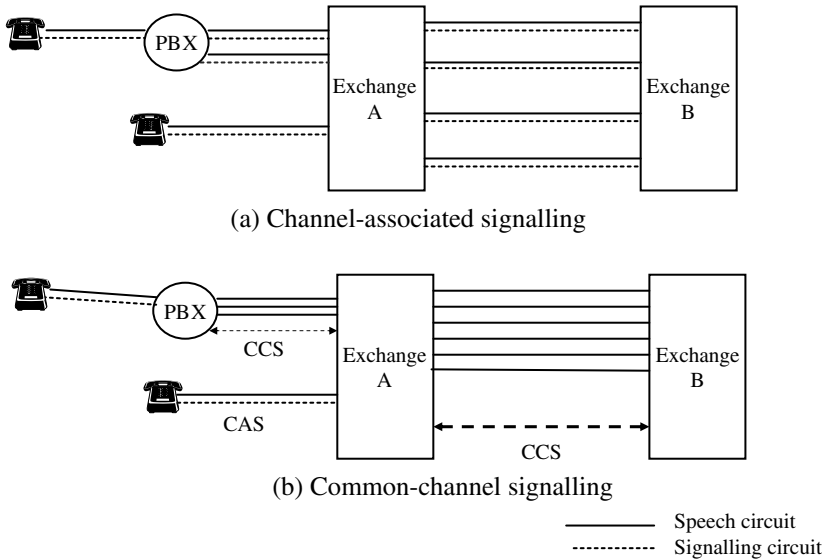 PBX
Exchange
A
Exchange
B
(a) Channel-associated signalling
PBX
CCS
Exchange
A
Exchange
B
CAS
CCS
(b) Common-channel signalling
Speech circuit
Signalling circuit